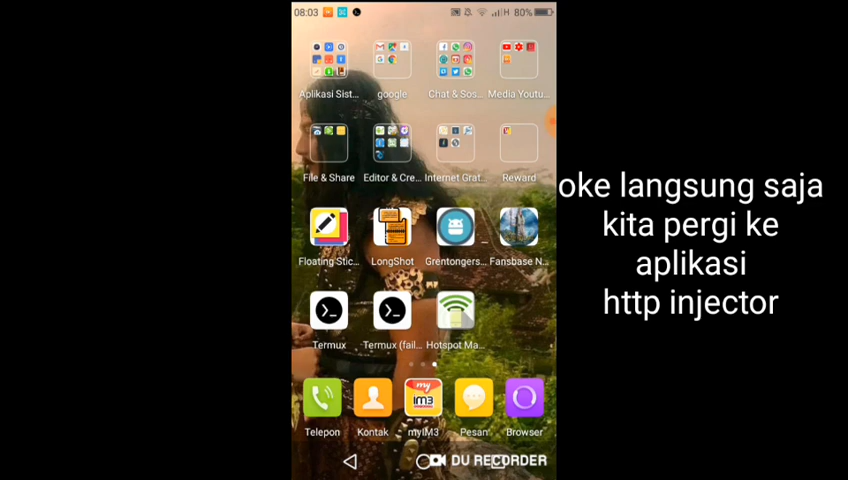 08:03
H 80%
Aplikasi Sist...
google
Chat & Sos...
Media Youtu...
File & Share
Editor & Cre...
Internet Grat...
Reward
Floating Stic...
LongShot
Grentongers...
Fansbase N...
Termux
Termux (fail...
Hotspot Ma...
my
im3
Telepon
Kontak
myIM3
Pesan
Browser
DU RECORDER
oke langsung saja
kita pergi ke
aplikasi
http injector